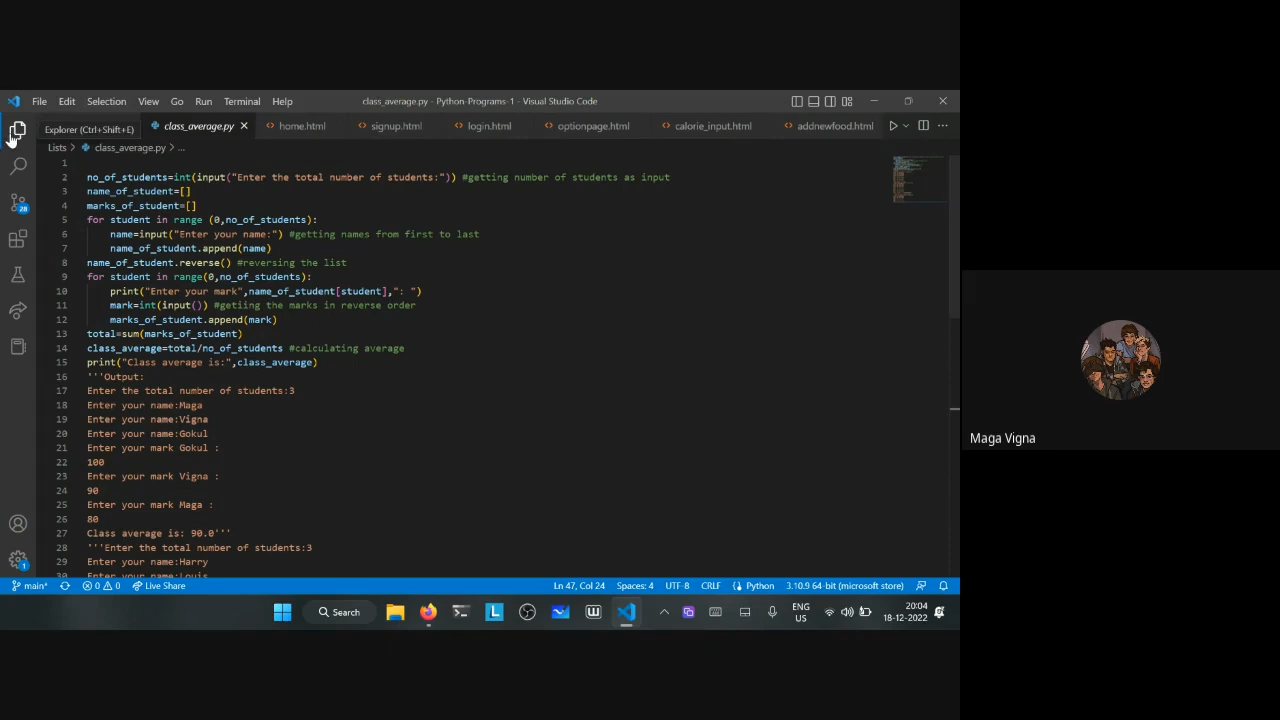 File Edit Selection View Go Run Terminal Help class_average.py - Python-Programs-1 - Visual Studio Code
Explorer (Ctrl+Shift+E) class_average.py home.html signup.html login.html optionpage.html calorie_input.html addnewfood.html
Lists > class_average.py > ...
1
2 no_of_students=int(input("Enter the total number of students:")) #getting number of students as input
3 name_of_student=[]
4 marks_of_student=[]
5 for student in range (0,no_of_students):
6 name=input("Enter your name:") #getting names from first to last
7 name_of_student.append(name)
8 name_of_student.reverse() #reversing the list
9 for student in range(0,no_of_students):
10 print("Enter your mark",name_of_student[student],": ")
11 mark=int(input()) #getiing the marks in reverse order
12 marks_of_student.append(mark)
13 total=sum(marks_of_student)
14 class_average=total/no_of_students #calculating average
15 print("Class average is:",class_average)
16 '''Output:
17 Enter the total number of students:3
18 Enter your name:Maga
19 Enter your name:Vigna
20 Enter your name:Gokul
21 Enter your mark Gokul :
22 100
23 Enter your mark Vigna :
24 90
25 Enter your mark Maga :
26 80
27 Class average is: 90.0'''
28 '''Enter the total number of students:3
29 Enter your name:Harry
30 Enter your name:Louis
28
1
main* 0 0 Live Share Ln 47, Col 24 Spaces: 4 UTF-8 CRLF Python 3.10.9 64-bit (microsoft store)
Search L ENG US 20:04 18-12-2022
Maga Vigna